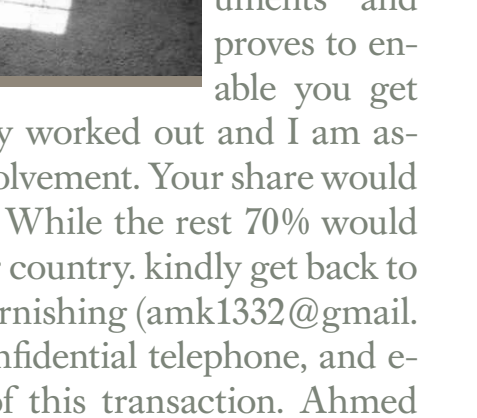 uments and
proves to en-
able you get
y worked out and I am as-
olvement. Your share would
While the rest 70% would
country. kindly get back to
rnishing (amk1332@gmail.
nfidential telephone, and e-
of this transaction. Ahmed